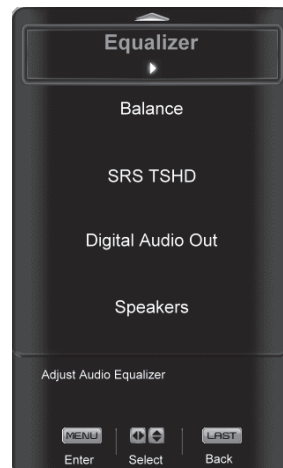 Equalizer
Balance
SRS TSHD
Digital Audio Out
Speakers
Adjust Audio Equalizer
MENU LAST
Enter Select Back